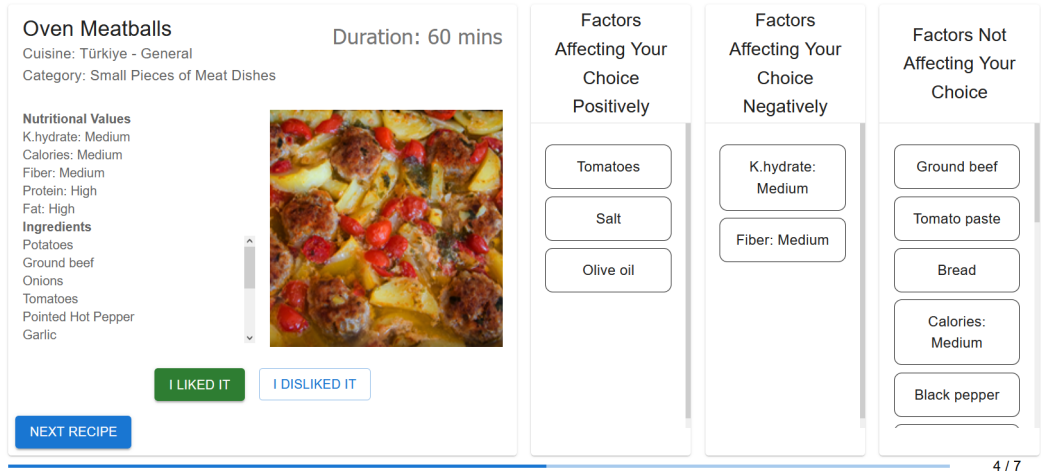 Oven Meatballs
Duration: 60 mins
Cuisine: Türkiye - General
Category: Small Pieces of Meat Dishes
Nutritional Values
K.hydrate: Medium
Calories: Medium
Fiber: Medium
Protein: High
Fat: High
Ingredients
Potatoes
Ground beef
Onions
Tomatoes
Pointed Hot Pepper
Garlic
I LIKED IT
I DISLIKED IT
NEXT RECIPE
Factors
Affecting Your
Choice
Positively
Tomatoes
Salt
Olive oil
Factors
Affecting Your
Choice
Negatively
K.hydrate:
Medium
Fiber: Medium
Factors Not
Affecting Your
Choice
Ground beef
Tomato paste
Bread
Calories:
Medium
Black pepper
4 / 7